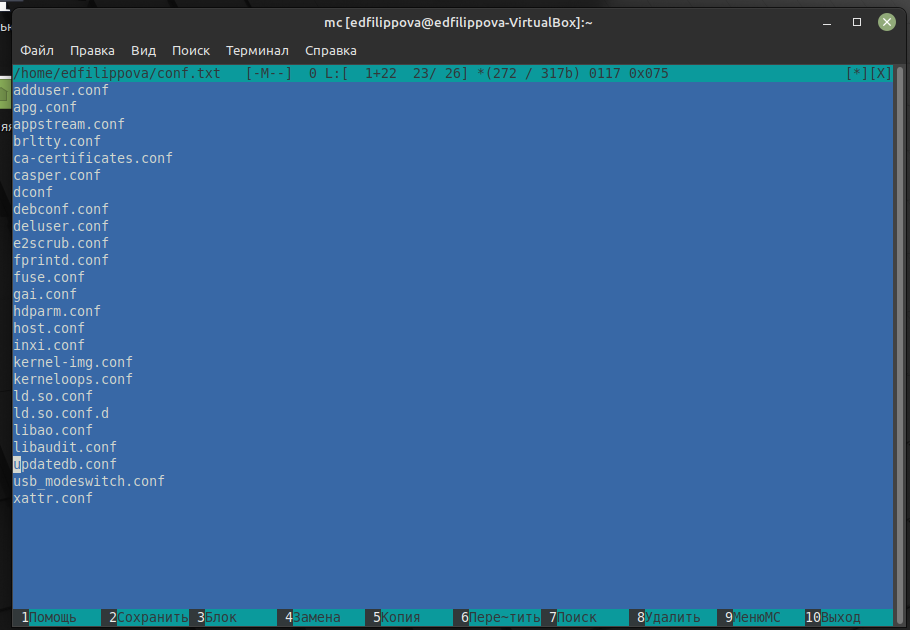 mc [edfilippova@edfilippova-VirtualBox]:~
Файл Правка Вид Поиск Терминал Справка
/home/edfilippova/conf.txt [-M--] 0 L:[ 1+22 23/ 26] *(272 / 317b) 0117 0x075 [*][X]
adduser.conf
apg.conf
appstream.conf
brltty.conf
ca-certificates.conf
casper.conf
dconf
debconf.conf
deluser.conf
e2scrub.conf
fprintd.conf
fuse.conf
gai.conf
hdparm.conf
host.conf
inxi.conf
kernel-img.conf
kerneloops.conf
ld.so.conf
ld.so.conf.d
libao.conf
libaudit.conf
updatedb.conf
usb_modeswitch.conf
xattr.conf
1Помощь 2Сохранить 3Блок 4Замена 5Копия 6Пере~тить 7Поиск 8Удалить 9МенюMC 10Выход